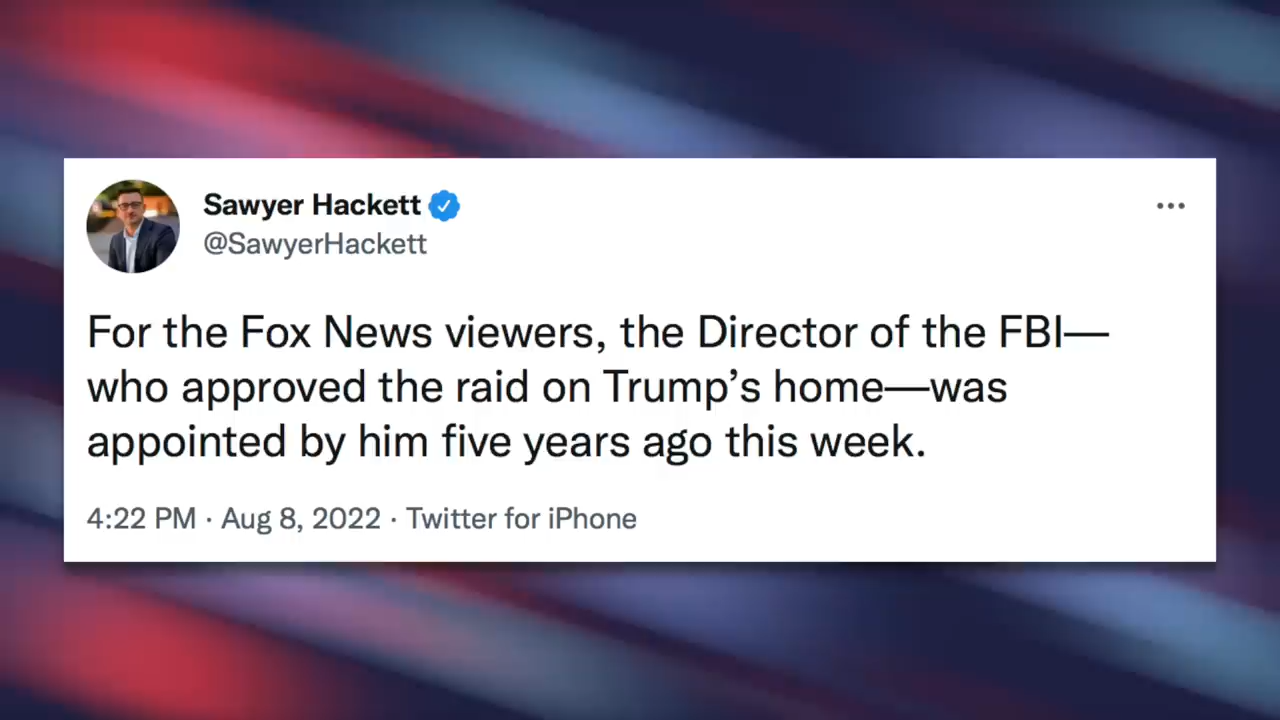 Sawyer Hackett
@SawyerHackett
For the Fox News viewers, the Director of the FBI—
who approved the raid on Trump’s home—was
appointed by him five years ago this week.
4:22 PM · Aug 8, 2022 · Twitter for iPhone